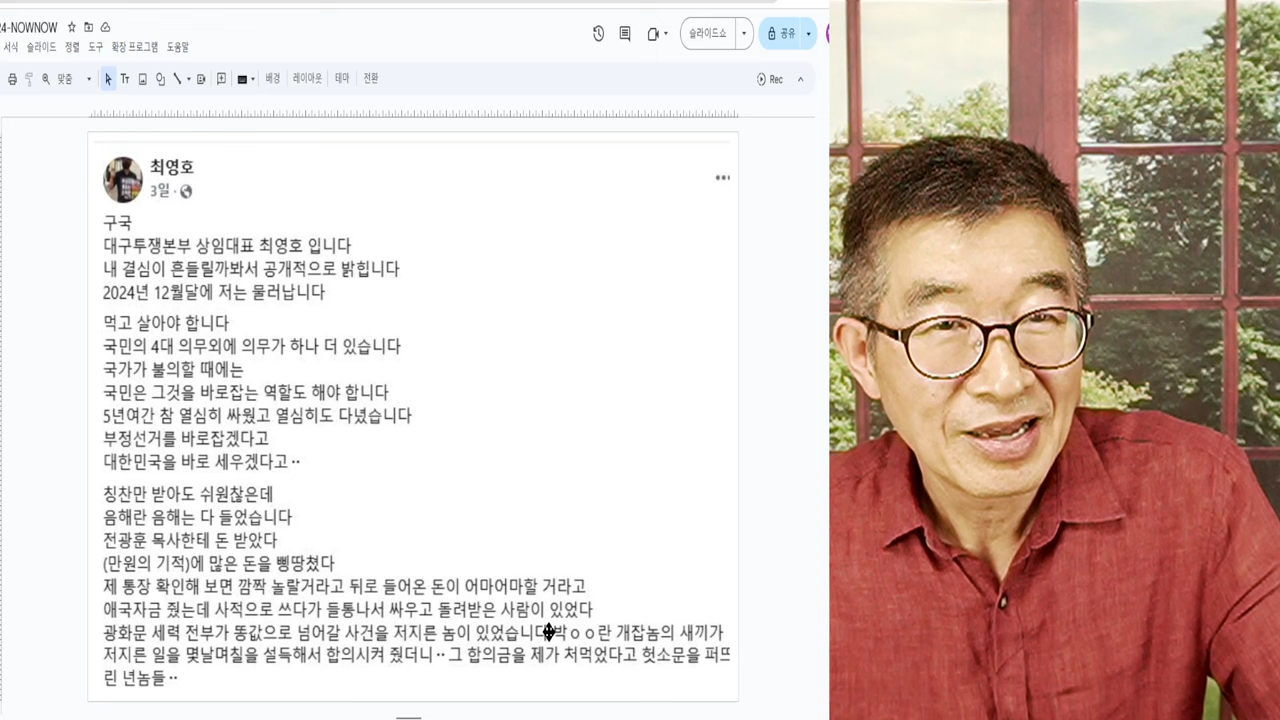 24-NOWNOW
서식 슬라이드 정렬 도구 확장 프로그램 도움말
슬라이드쇼
공유
맞춤
배경 레이아웃 테마 전환
Rec
최영호
3일
구국
대구투쟁본부 상임대표 최영호 입니다
내 결심이 흔들릴까봐서 공개적으로 밝힙니다
2024년 12월달에 저는 물러납니다
먹고 살아야 합니다
국민의 4대 의무외에 의무가 하나 더 있습니다
국가가 불의할 때에는
국민은 그것을 바로잡는 역할도 해야 합니다
5년여간 참 열심히 싸웠고 열심히도 다녔습니다
부정선거를 바로잡겠다고
대한민국을 바로 세우겠다고··
칭찬만 받아도 쉬원찮은데
음해란 음해는 다 들었습니다
전광훈 목사한테 돈 받았다
(만원의 기적)에 많은 돈을 삥땅쳤다
제 통장 확인해 보면 깜짝 놀랄거라고 뒤로 들어온 돈이 어마어마할 거라고
애국자금 줬는데 사적으로 쓰다가 들통나서 싸우고 돌려받은 사람이 있었다
광화문 세력 전부가 똥값으로 넘어갈 사건을 저지른 놈이 있었습니다 박ㅇㅇ란 개잡놈의 새끼가
저지른 일을 몇날며칠을 설득해서 합의시켜 줬더니·· 그 합의금을 제가 처먹었다고 헛소문을 퍼뜨
린 년놈들··